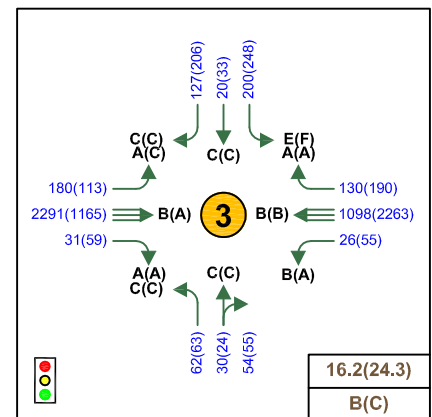 127(206)
20(33)
200(248)
C(C)
A(C)
C(C)
E(F)
A(A)
180(113)
130(190)
2291(1165)
B(A)
3
B(B)
1098(2263)
31(59)
26(55)
A(A)
C(C)
C(C)
B(A)
62(63)
30(24)
54(55)
16.2(24.3)
B(C)